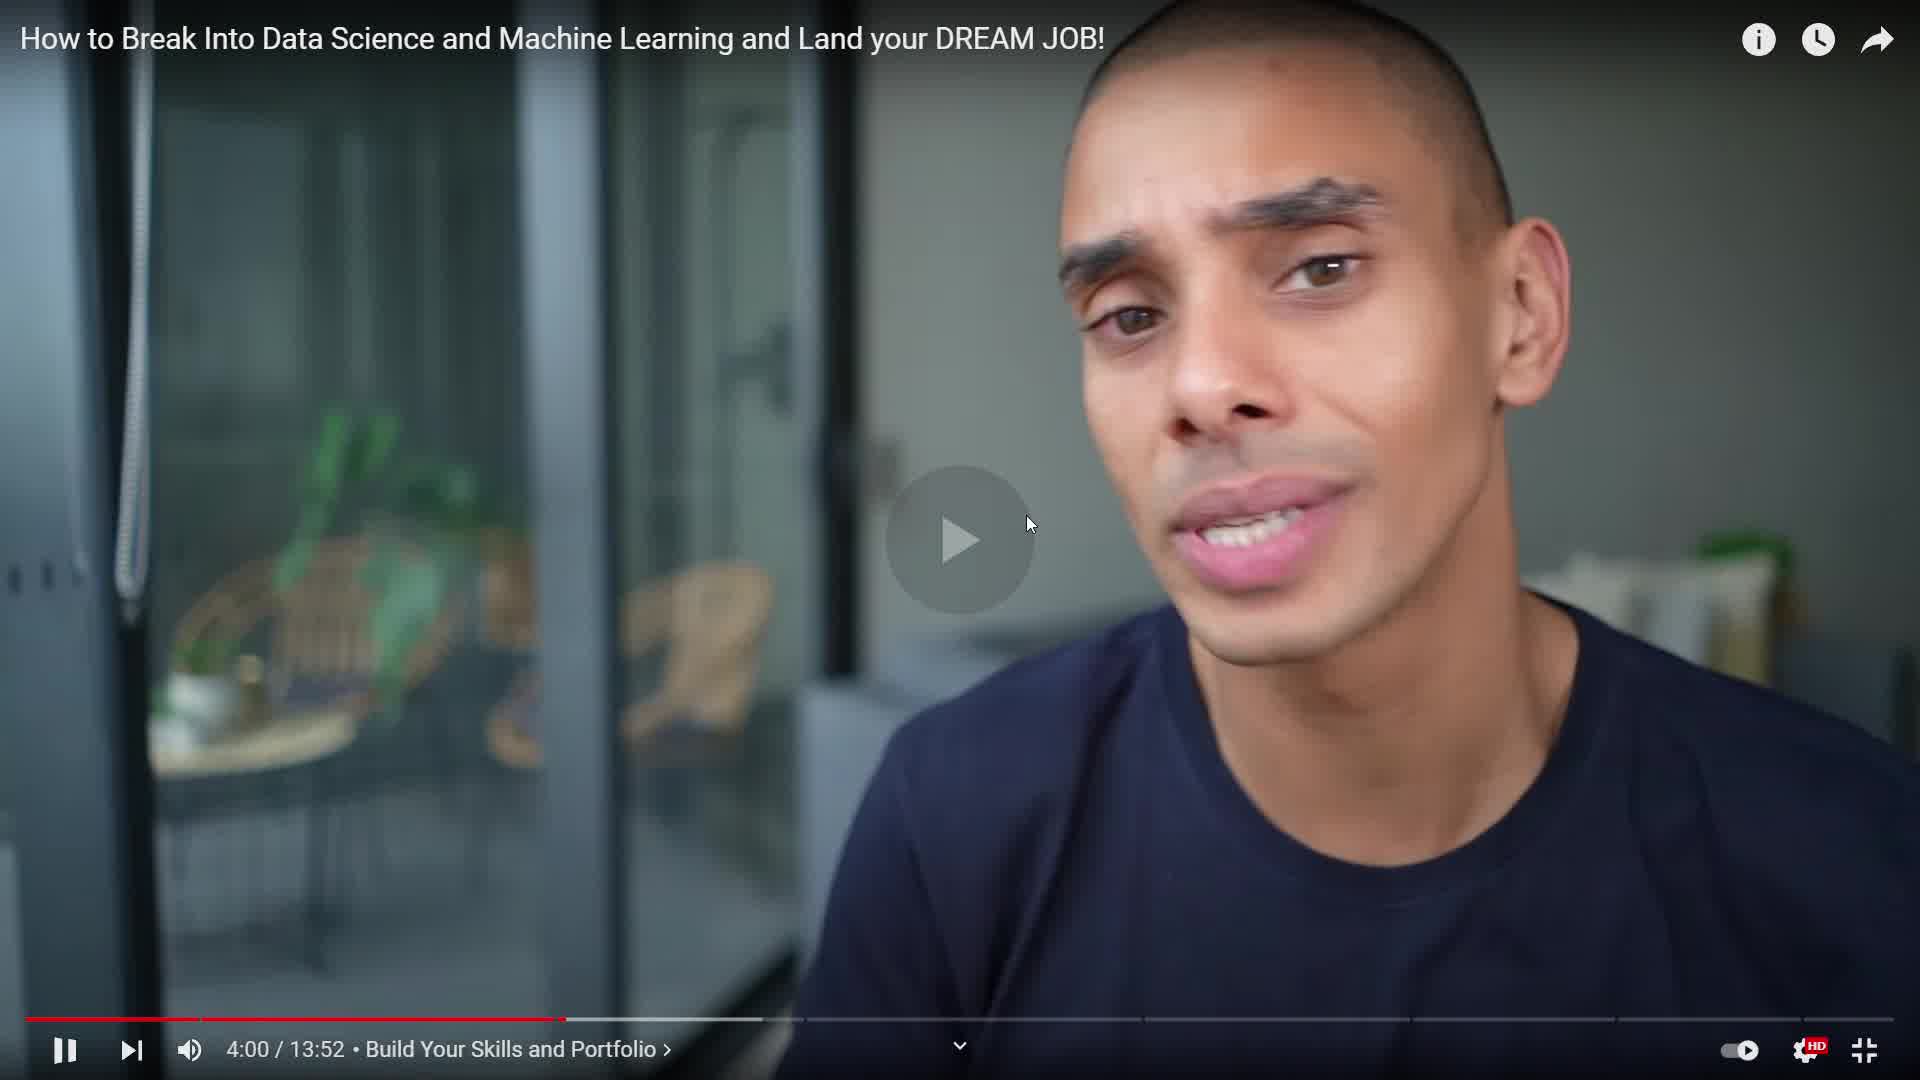 How to Break Into Data Science and Machine Learning and Land your DREAM JOB!
4:00 / 13:52 • Build Your Skills and Portfolio
HD